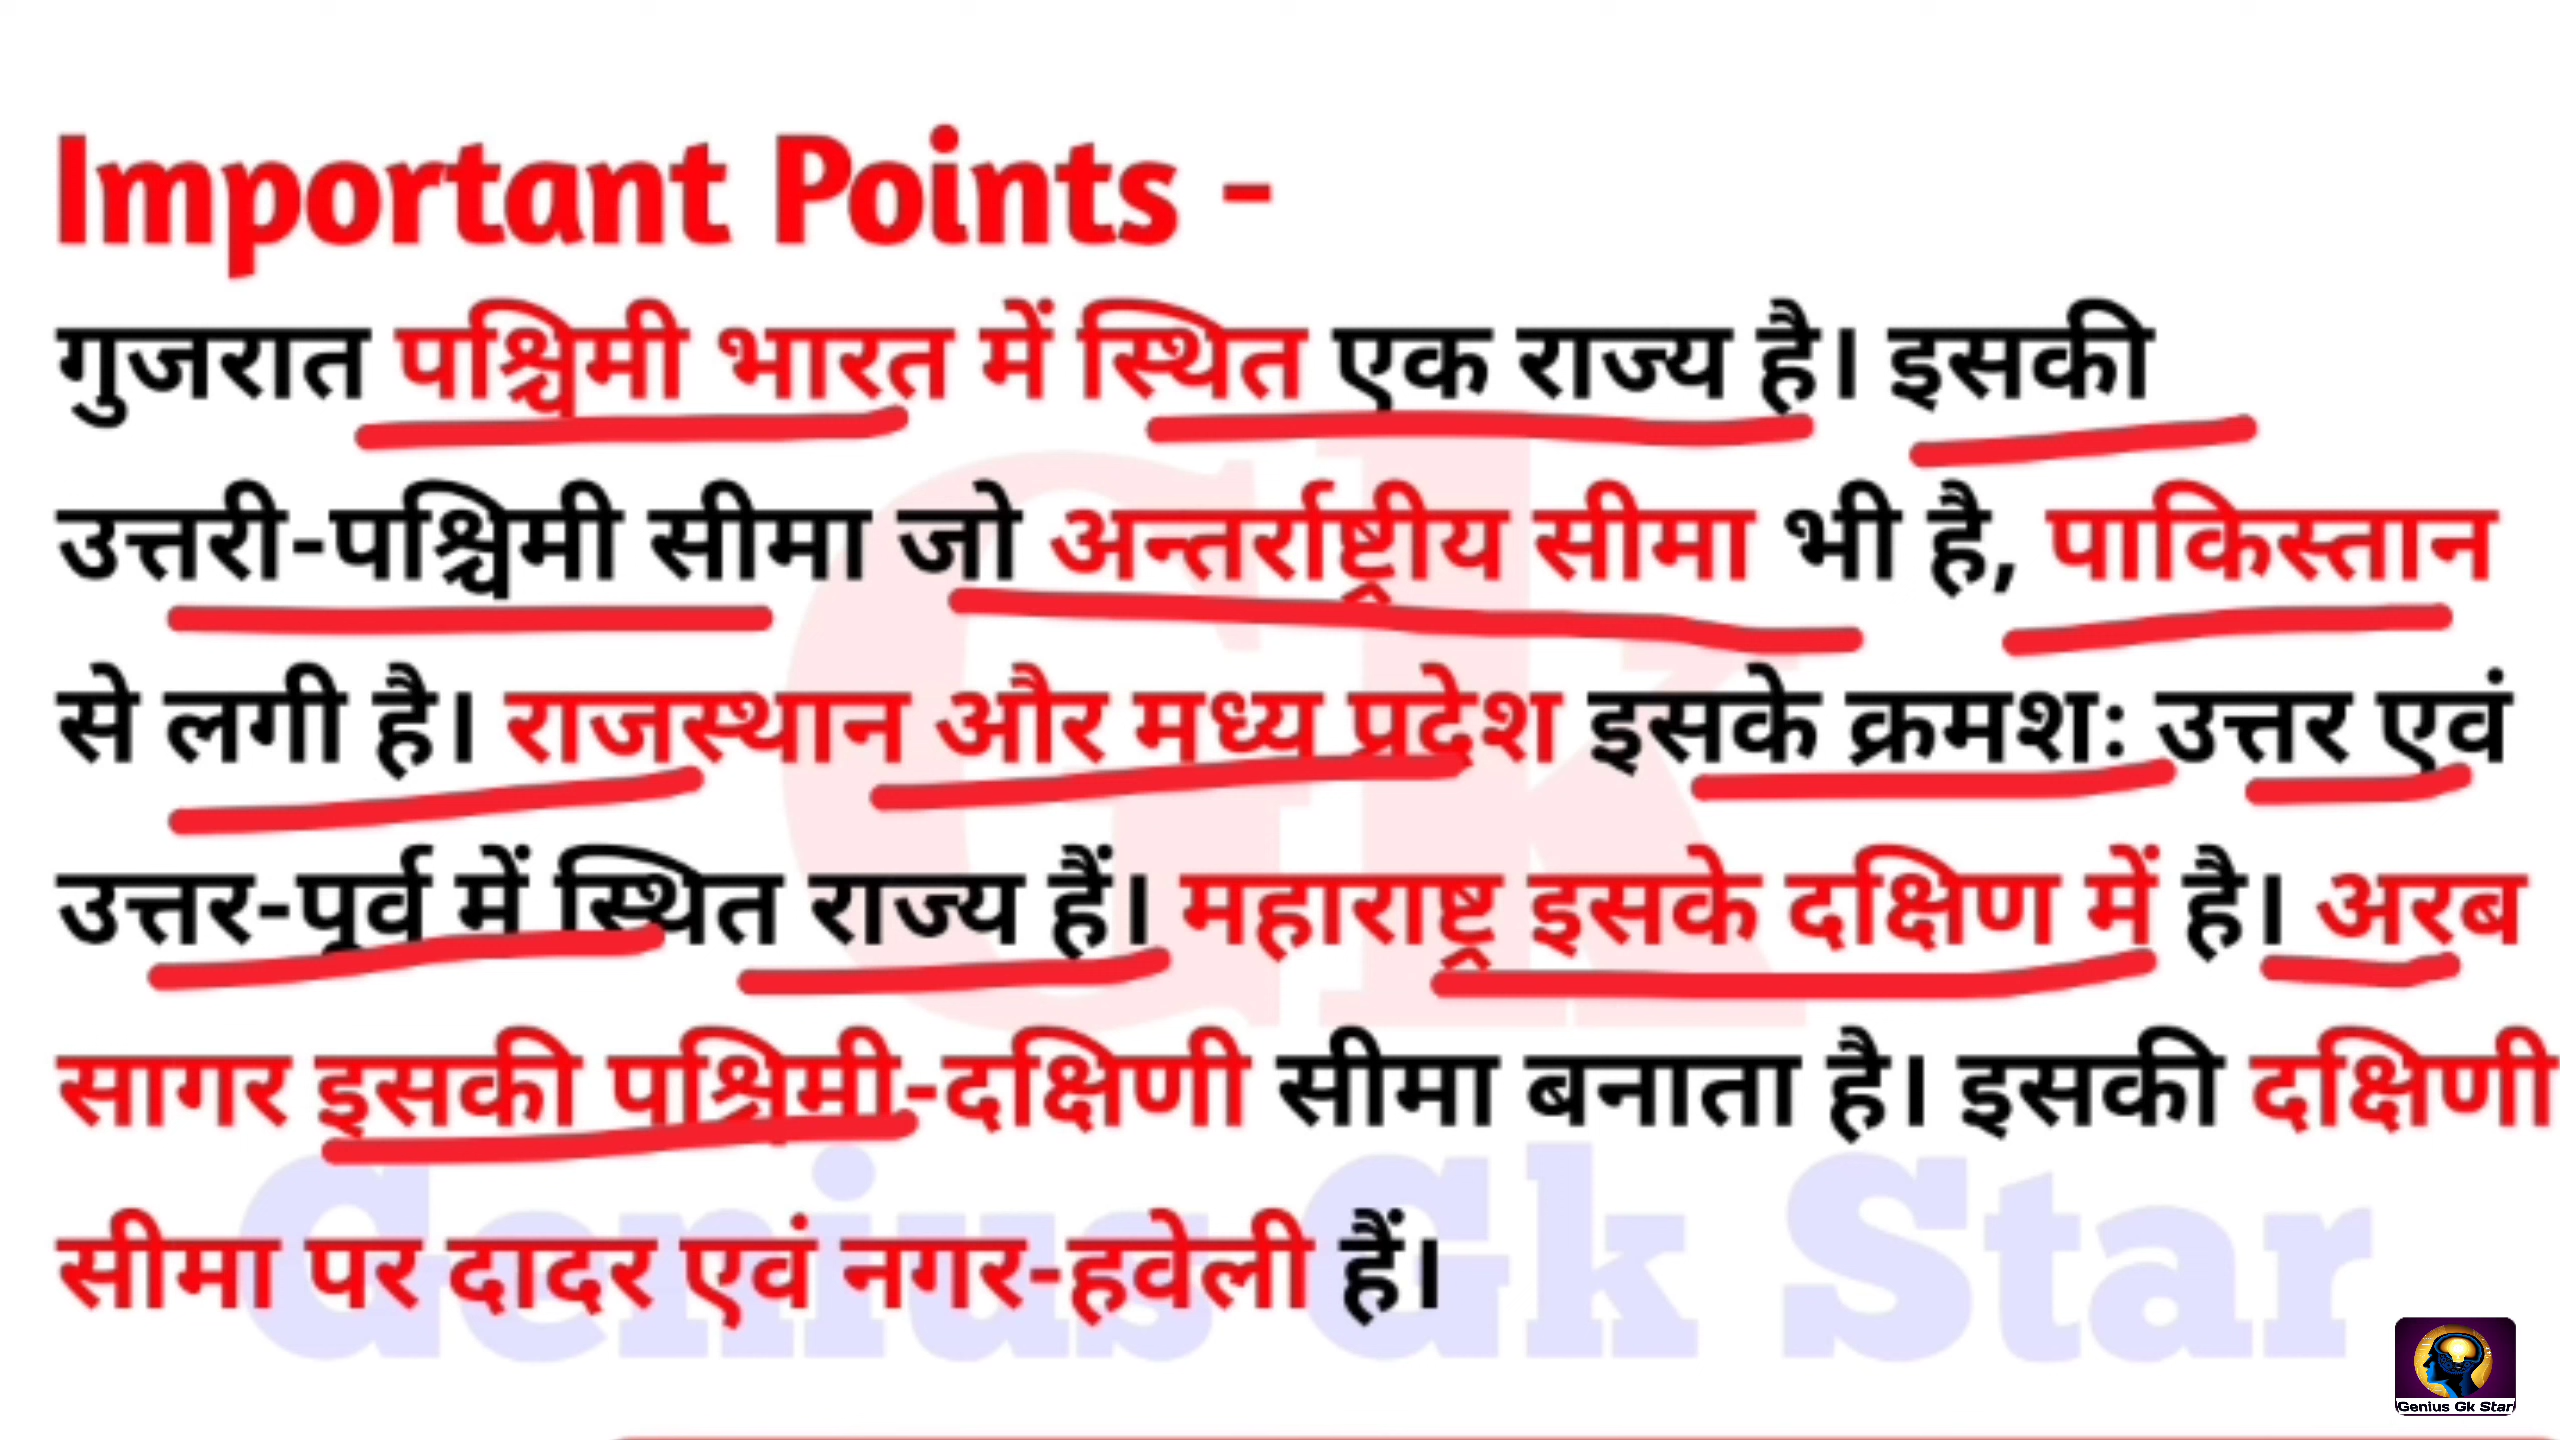 Important Points -
गुजरात पश्चिमी भारत में स्थित एक राज्य है। इसकी
उत्तरी-पश्चिमी सीमा जो अन्तर्राष्ट्रीय सीमा भी है, पाकिस्तान
से लगी है। राजस्थान और मध्य प्रदेश इसके क्रमशः उत्तर एवं
उत्तर-पूर्व में स्थित राज्य हैं। महाराष्ट्र इसके दक्षिण में है। अरब
सागर इसकी पश्चिमी-दक्षिणी सीमा बनाता है। इसकी दक्षिणी
सीमा पर दादर एवं नगर-हवेली हैं।
Gk
Genius Gk Star
Genius Gk Star